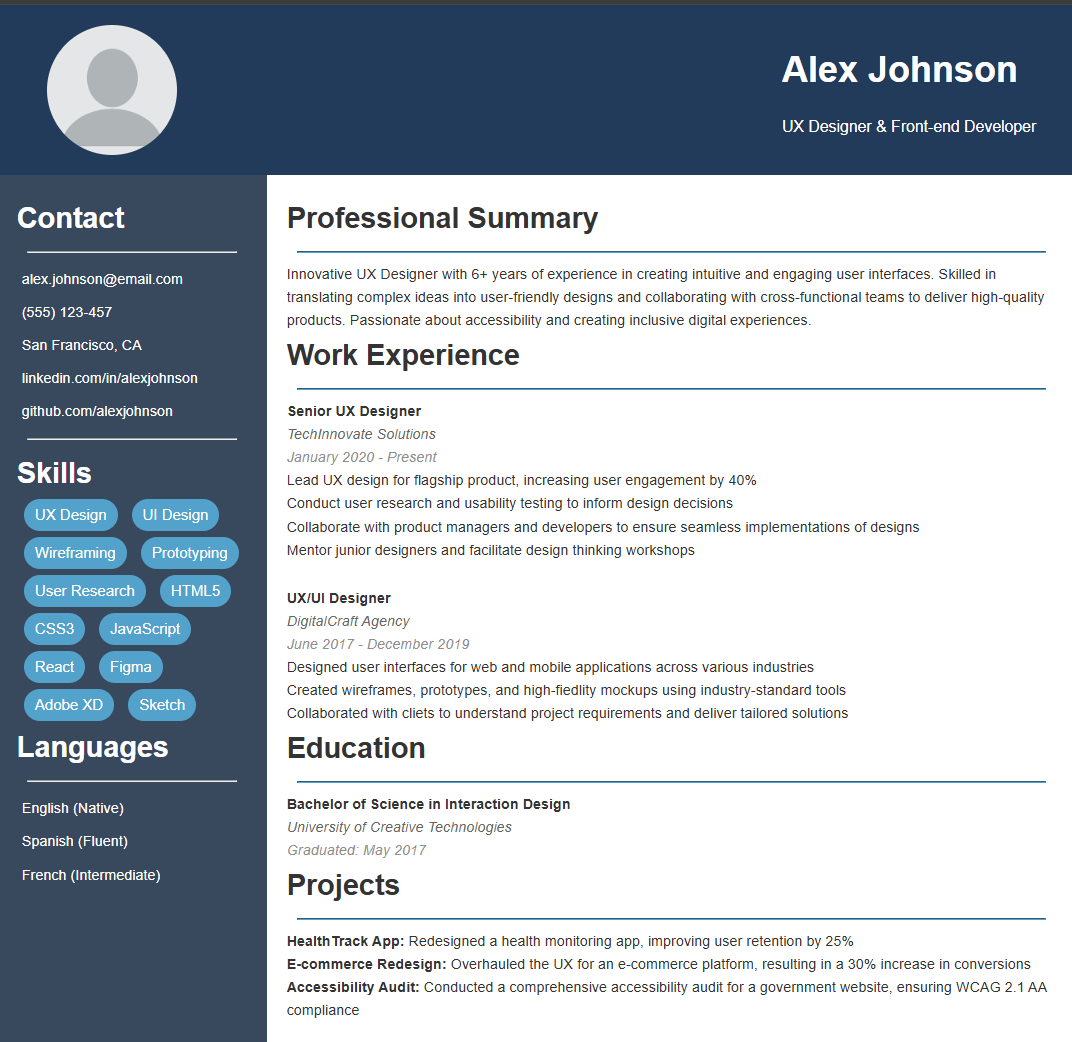 Alex Johnson
UX Designer & Front-end Developer
Contact
alex.johnson@email.com
(555) 123-457
San Francisco, CA
linkedin.com/in/alexjohnson
github.com/alexjohnson
Skills
UX Design UI Design
Wireframing Prototyping
User Research HTML5
CSS3 JavaScript
React Figma
Adobe XD Sketch
Languages
English (Native)
Spanish (Fluent)
French (Intermediate)
Professional Summary
Innovative UX Designer with 6+ years of experience in creating intuitive and engaging user interfaces. Skilled in
translating complex ideas into user-friendly designs and collaborating with cross-functional teams to deliver high-quality
products. Passionate about accessibility and creating inclusive digital experiences.
Work Experience
Senior UX Designer
TechInnovate Solutions
January 2020 - Present
Lead UX design for flagship product, increasing user engagement by 40%
Conduct user research and usability testing to inform design decisions
Collaborate with product managers and developers to ensure seamless implementations of designs
Mentor junior designers and facilitate design thinking workshops
UX/UI Designer
DigitalCraft Agency
June 2017 - December 2019
Designed user interfaces for web and mobile applications across various industries
Created wireframes, prototypes, and high-fiedlity mockups using industry-standard tools
Collaborated with cliets to understand project requirements and deliver tailored solutions
Education
Bachelor of Science in Interaction Design
University of Creative Technologies
Graduated: May 2017
Projects
HealthTrack App: Redesigned a health monitoring app, improving user retention by 25%
E-commerce Redesign: Overhauled the UX for an e-commerce platform, resulting in a 30% increase in conversions
Accessibility Audit: Conducted a comprehensive accessibility audit for a government website, ensuring WCAG 2.1 AA
compliance